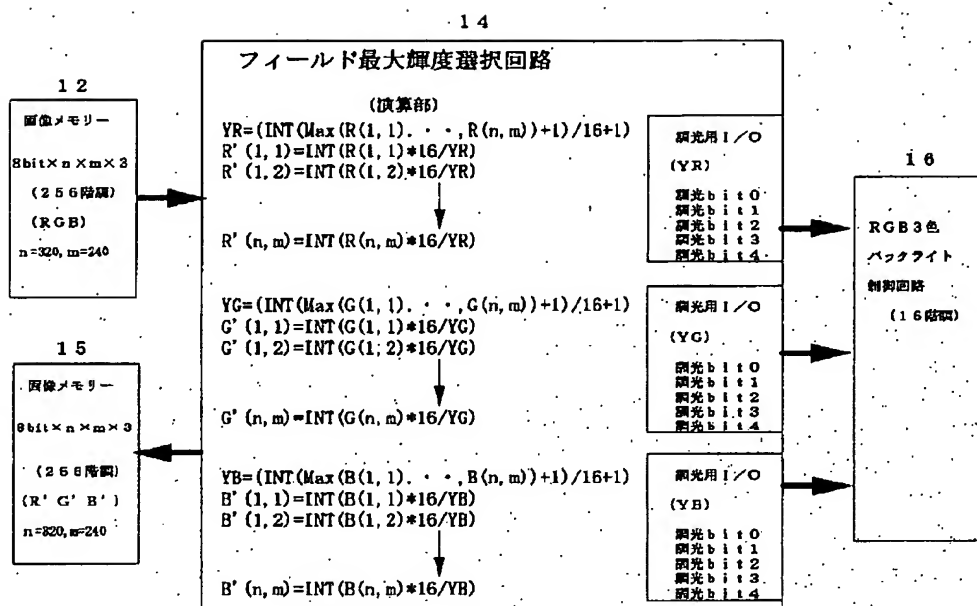 14
フィールド最大輝度選択回路
(演算部)
YR=(INT(Max(R(1,1)...,R(n,m))+1)/16+1)
R'(1,1)=INT(R(1,1)*16/YR)
R'(1,2)=INT(R(1,2)*16/YR)
R'(n,m)=INT(R(n,m)*16/YR)
YG=(INT(Max(G(1,1)...,G(n,m))+1)/16+1)
G'(1,1)=INT(G(1,1)*16/YG)
G'(1,2)=INT(G(1,2)*16/YG)
G'(n,m)=INT(G(n,m)*16/YG)
YB=(INT(Max(B(1,1)...,B(n,m))+1)/16+1)
B'(1,1)=INT(B(1,1)*16/YB)
B'(1,2)=INT(B(1,2)*16/YB)
B'(n,m)=INT(B(n,m)*16/YB)
12
画像メモリー
8bit×n×m×3
(256階調)
(RGB)
n=320,m=240
15
画像メモリー
8bit×n×m×3
(256階調)
(R'G'B')
n=320,m=240
調光用I/O
(YR)
調光bit0
調光bit1
調光bit2
調光bit3
調光bit4
調光用I/O
(YG)
調光bit0
調光bit1
調光bit2
調光bit3
調光bit4
調光用I/O
(YB)
調光bit0
調光bit1
調光bit2
調光bit3
調光bit4
16
RGB3色
バックライト
制御回路
(16階調)